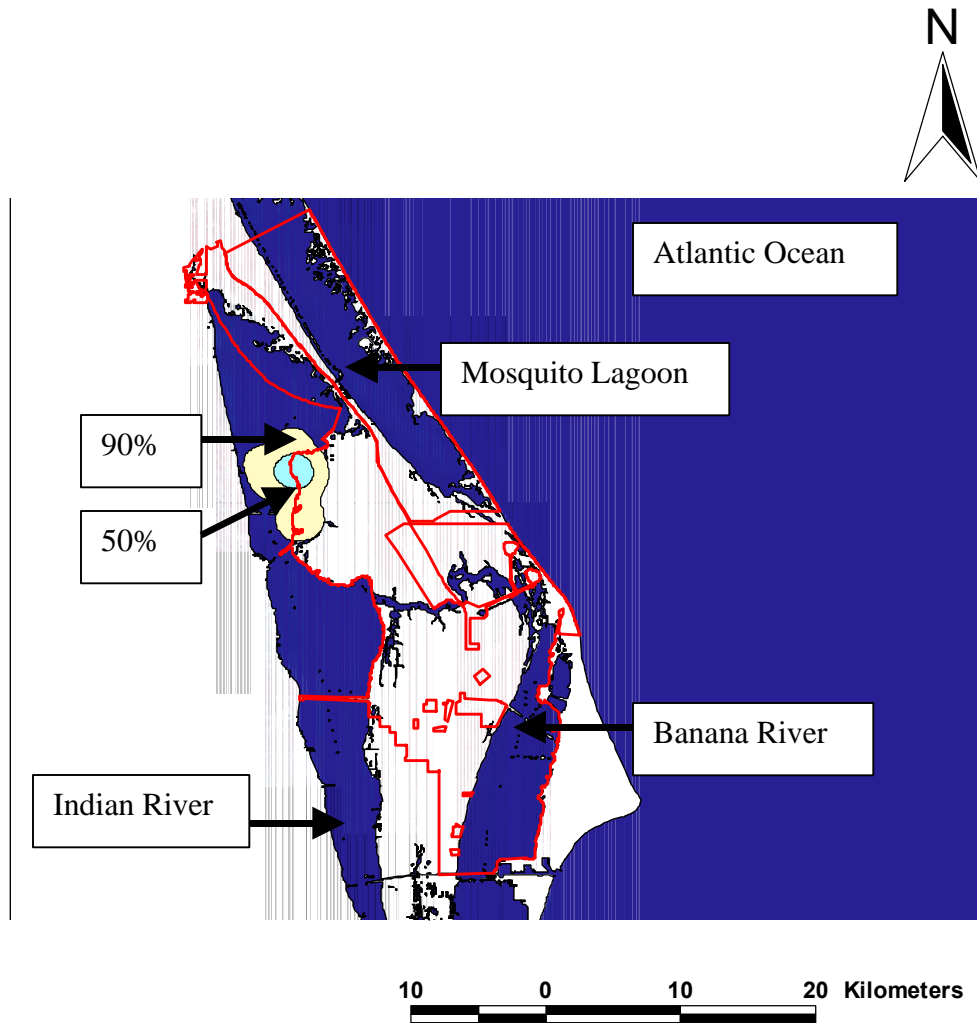 N
Atlantic Ocean
Mosquito Lagoon
90%
50%
Banana River
Indian River
10 0 10 20 Kilometers